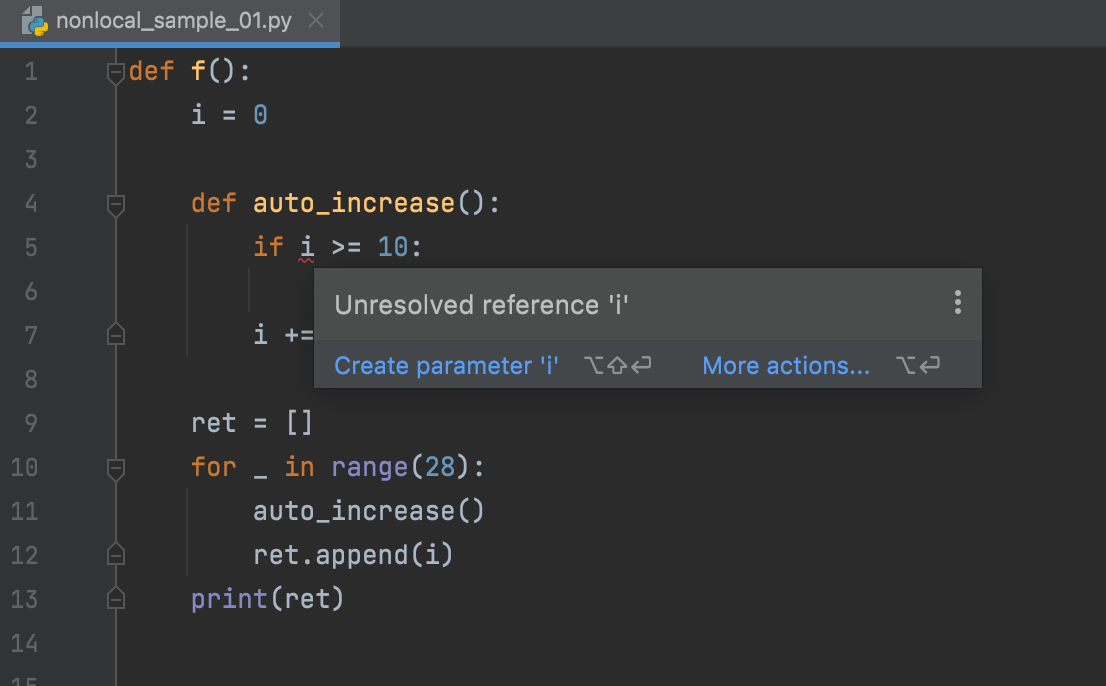 nonlocal_sample_01.py
1 def f():
2 i = 0
3
4 def auto_increase():
5 if i >= 10:
6
Unresolved reference 'i'
7 i +=
Create parameter 'i' ⌥⇧⏎ More actions... ⌥⏎
8
9 ret = []
10 for _ in range(28):
11 auto_increase()
12 ret.append(i)
13 print(ret)
14
15